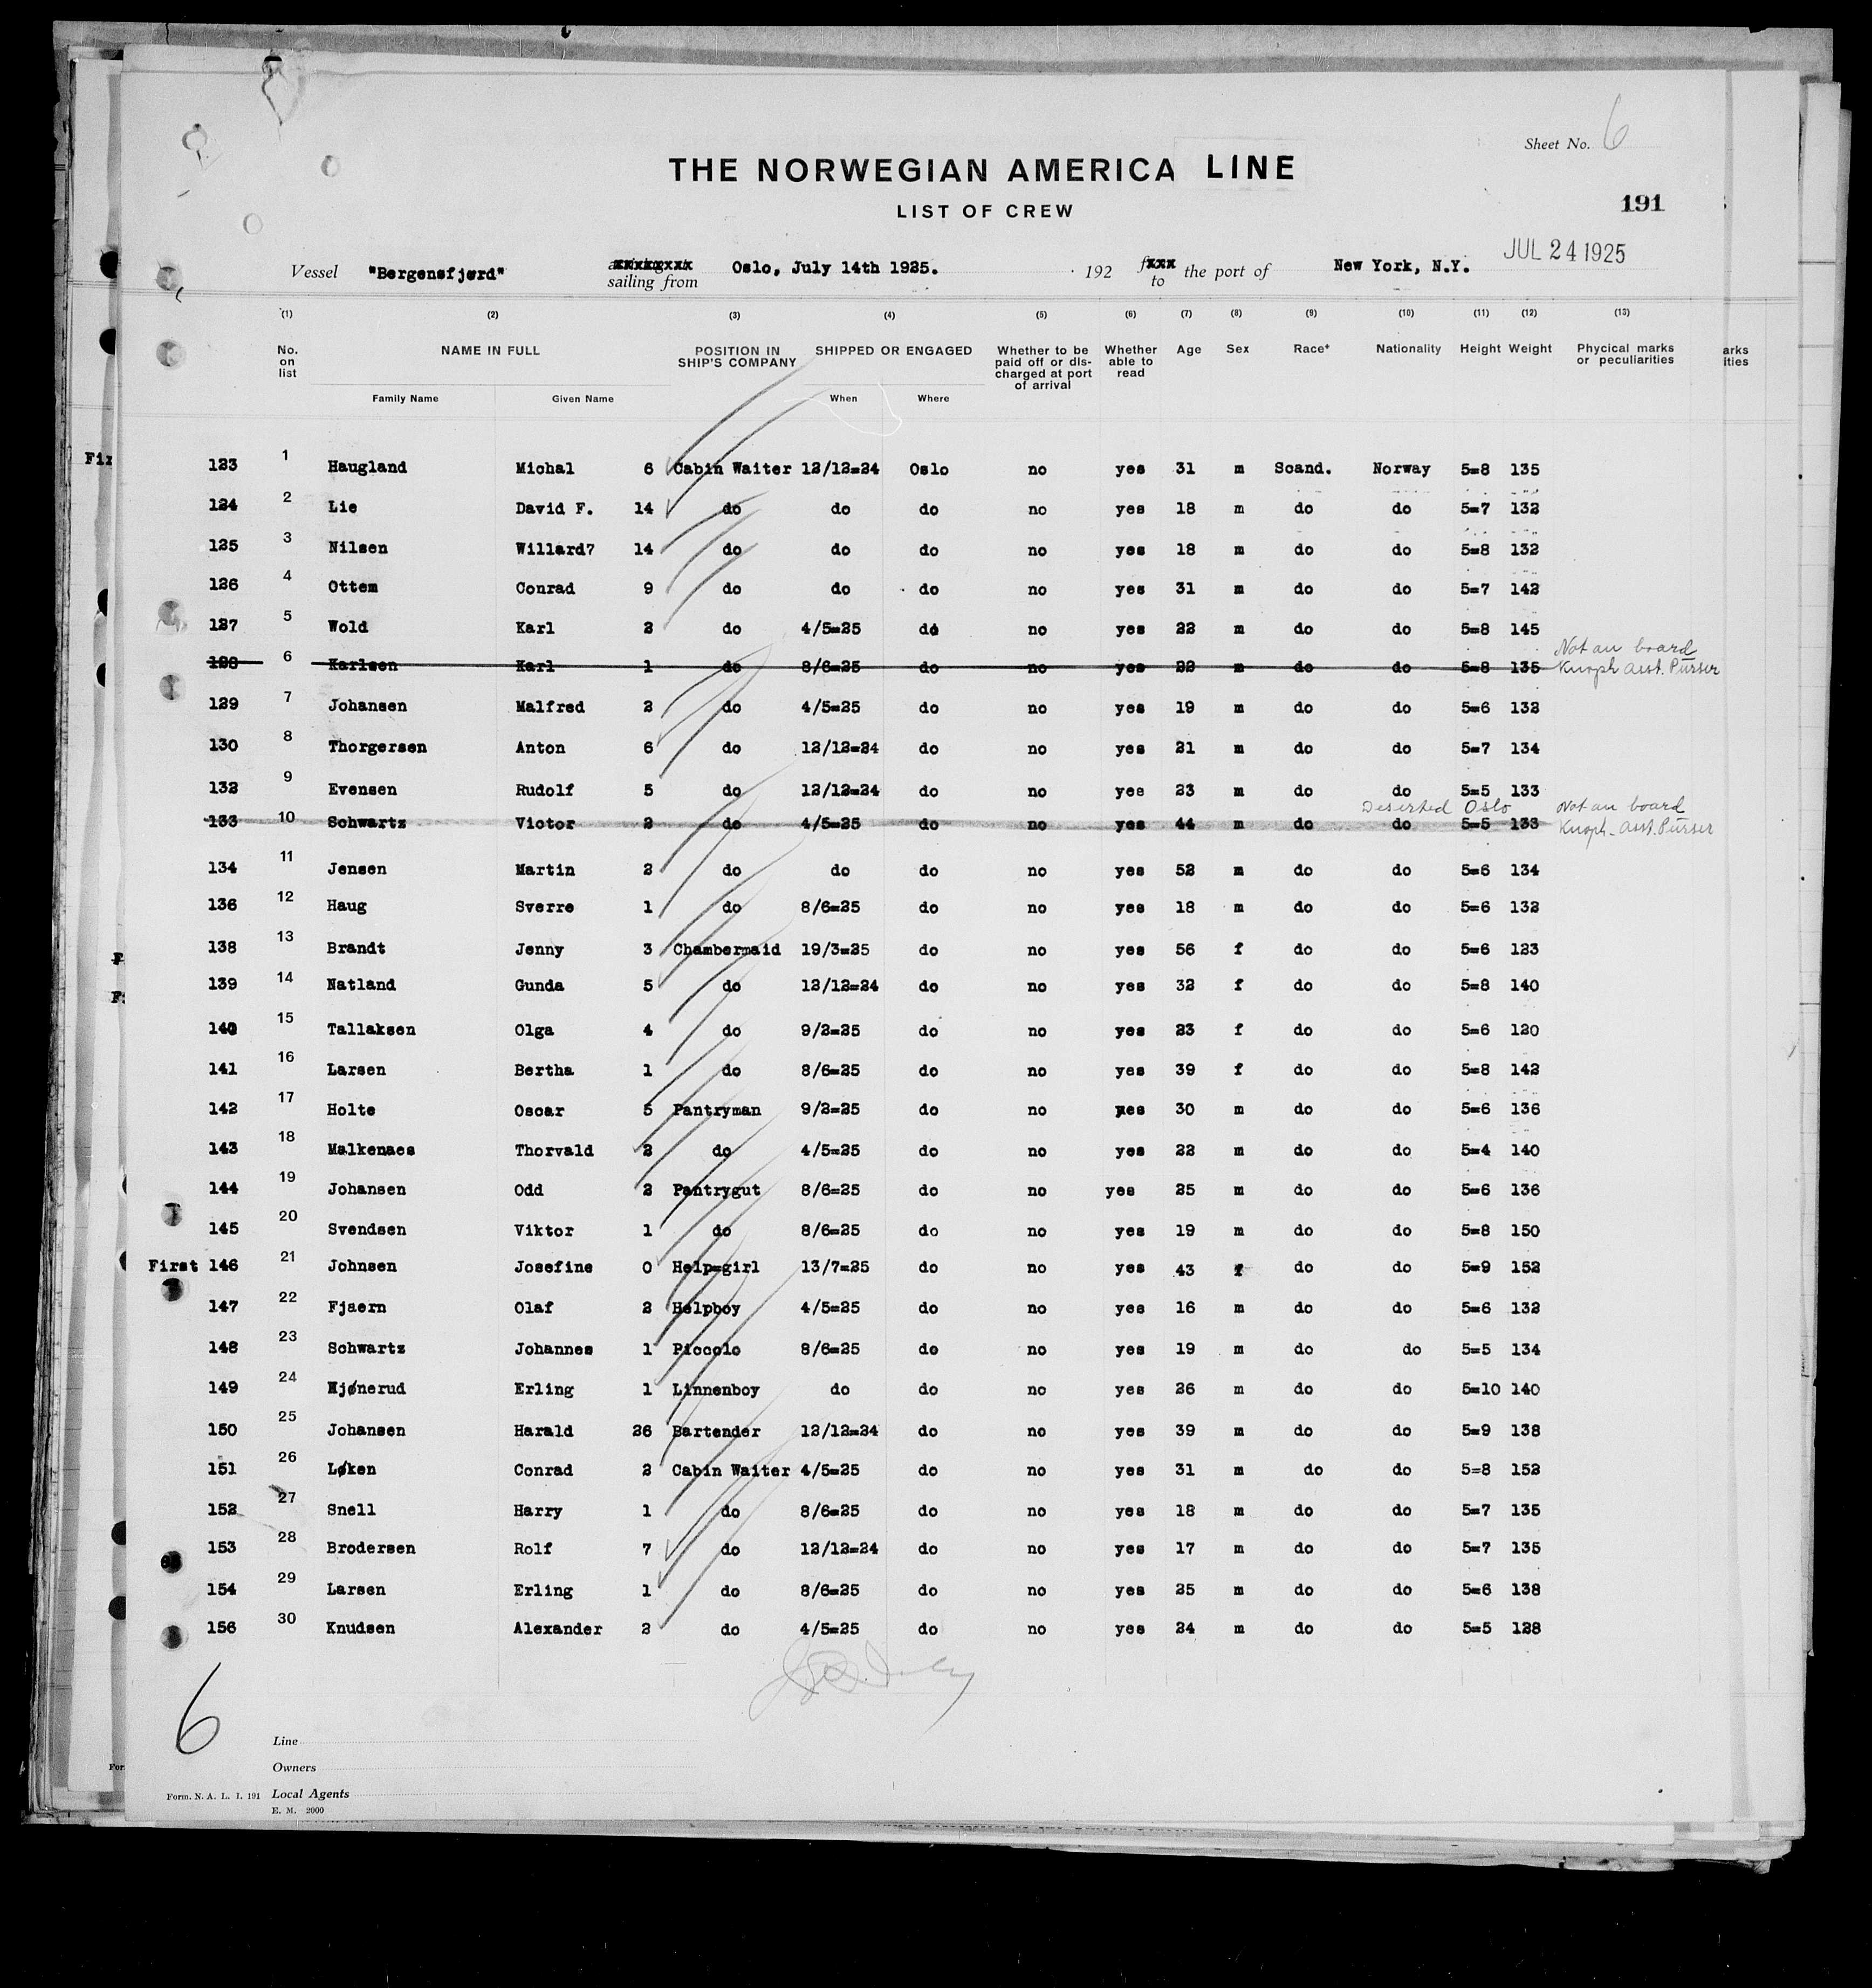 Sheet No. 6
THE NORWEGIAN AMERICA LINE
LIST OF CREW
191
JUL 24 1925
Vessel "Bergensfjørd" sailing from Oslo, July 14th 1925. 192 to the port of New York, N.Y.
(1) (2) (3) (4) (5) (6) (7) (8) (9) (10) (11) (12) (13)
No. on list NAME IN FULL POSITION IN SHIP'S COMPANY SHIPPED OR ENGAGED Whether to be paid off or discharged at port of arrival Whether able to read Age Sex Race* Nationality Height Weight Phycical marks or peculiarities arks ities
Family Name Given Name When Where
123 1 Haugland Michal 6 Cabin Waiter 12/12=24 Oslo no yes 31 m Scand. Norway 5=8 135
124 2 Lie David F. 14 do do do no yes 18 m do do 5=7 132
125 3 Nilsen Willard7 14 do do do no yes 18 m do do 5=8 132
126 4 Ottem Conrad 9 do do do no yes 31 m do do 5=7 142
127 5 Wold Karl 2 do 4/5=25 do no yes 22 m do do 5=8 145
128 6 Karlsen Karl 1 do 8/6=25 do no yes 22 m do do 5=8 135 Not an board Knoph Asst. Purser
129 7 Johansen Malfred 2 do 4/5=25 do no yes 19 m do do 5=6 132
130 8 Thorgersen Anton 6 do 12/12=24 do no yes 21 m do do 5=7 134
132 9 Evensen Rudolf 5 do 12/12=24 do no yes 23 m do do 5=5 133
Deserted Oslo
133 10 Schwartz Victor 2 do 4/5=25 do no yes 44 m do do 5=5 133 Not an board Knoph - Asst. Purser
134 11 Jensen Martin 2 do do do no yes 52 m do do 5=6 134
136 12 Haug Sverre 1 do 8/6=25 do no yes 18 m do do 5=6 132
138 13 Brandt Jenny 3 Chambermaid 19/3=25 do no yes 56 f do do 5=6 123
139 14 Natland Gunda 5 do 12/12=24 do no yes 32 f do do 5=8 140
140 15 Tallaksen Olga 4 do 9/2=25 do no yes 23 f do do 5=6 120
141 16 Larsen Bertha 1 do 8/6=25 do no yes 39 f do do 5=8 142
142 17 Holte Oscar 5 Pantryman 9/2=25 do no yes 30 m do do 5=6 136
143 18 Malkenaes Thorvald 2 do 4/5=25 do no yes 22 m do do 5=4 140
144 19 Johansen Odd 2 Pantrygut 8/6=25 do no yes 25 m do do 5=6 136
145 20 Svendsen Viktor 1 do 8/6=25 do no yes 19 m do do 5=8 150
First 146 21 Johnsen Josefine 0 Help=girl 13/7=25 do no yes 43 f do do 5=9 152
147 22 Fjaern Olaf 2 Helpboy 4/5=25 do no yes 16 m do do 5=6 132
148 23 Schwartz Johannes 1 Piccolo 8/6=25 do no yes 19 m do do 5=5 134
149 24 Mjønerud Erling 1 Linnenboy do do no yes 26 m do do 5=10 140
150 25 Johansen Harald 26 Bartender 12/12=24 do no yes 39 m do do 5=9 138
151 26 Løken Conrad 2 Cabin Waiter 4/5=25 do no yes 31 m do do 5=8 152
152 27 Snell Harry 1 do 8/6=25 do no yes 18 m do do 5=7 135
153 28 Brodersen Rolf 7 do 12/12=24 do no yes 17 m do do 5=7 135
154 29 Larsen Erling 1 do 8/6=25 do no yes 25 m do do 5=6 138
156 30 Knudsen Alexander 2 do 4/5=25 do no yes 24 m do do 5=5 128
6
Line
Owners
Form. N. A. L. I. 191 Local Agents
E. M. 2000